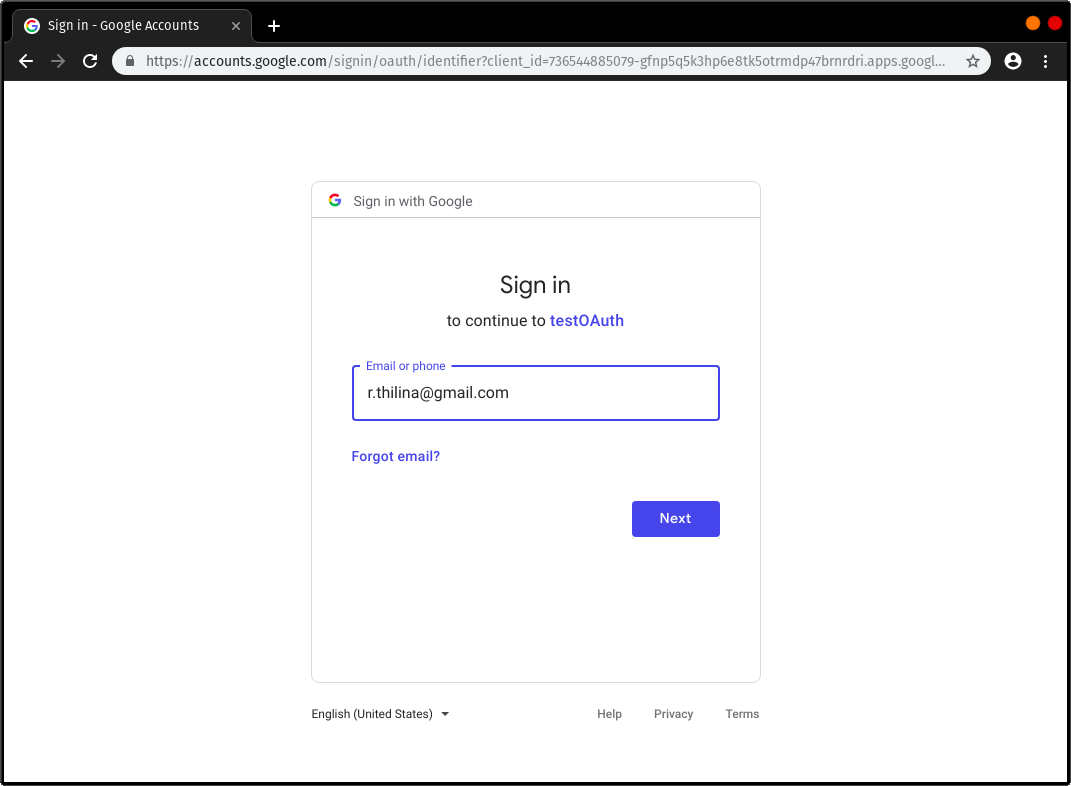 Sign in - Google Accounts
https://accounts.google.com/signin/oauth/identifier?client_id=736544885079-gfnp5q5k3hp6e8tk5otrmdp47brnrdri.apps.googl...
Sign in with Google
Sign in
to continue to testOAuth
Email or phone
r.thilina@gmail.com
Forgot email?
Next
English (United States)
Help Privacy Terms